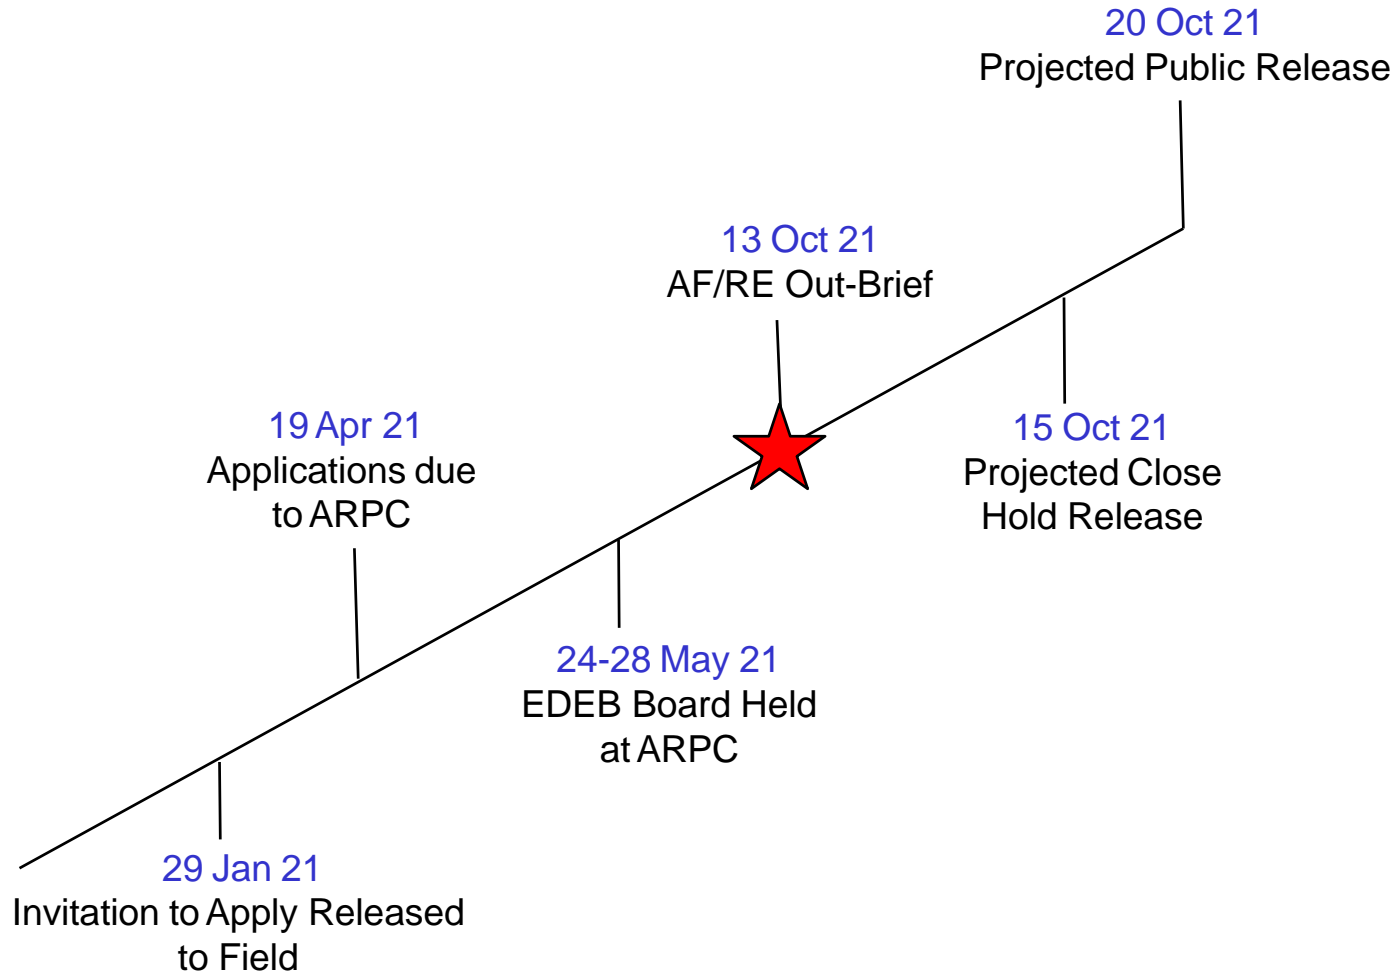 20 Oct 21
Projected Public Release
13 Oct 21
AF/RE Out-Brief
19 Apr 21
Applications due
to ARPC
15 Oct 21
Projected Close
Hold Release
24-28 May 21
EDEB Board Held
at ARPC
29 Jan 21
Invitation to Apply Released
to Field